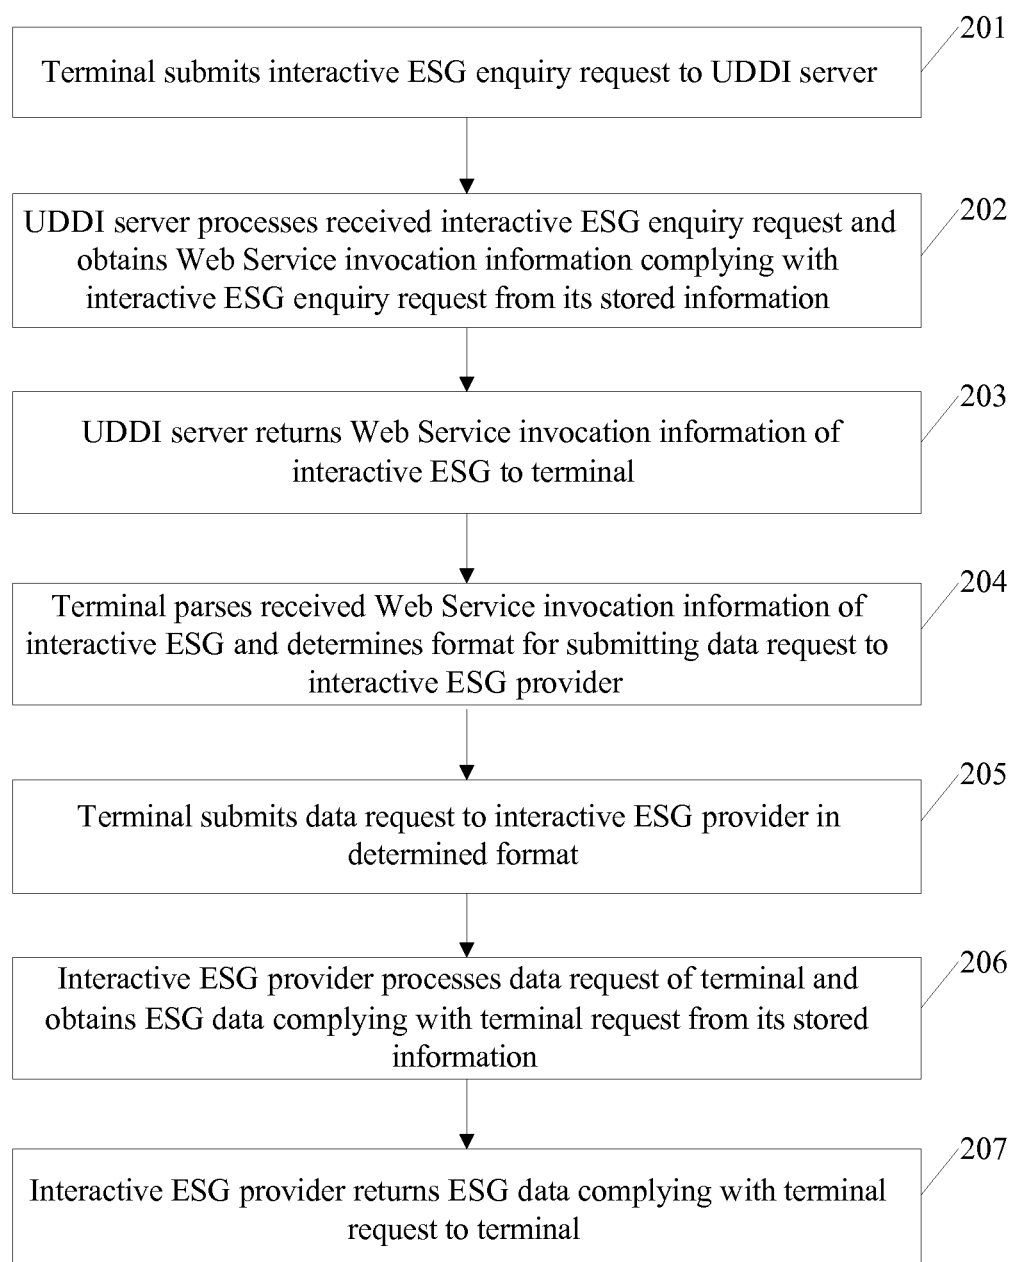 201
Terminal submits interactive ESG enquiry request to UDDI server
202
UDDI server processes received interactive ESG enquiry request and
obtains Web Service invocation information complying with
interactive ESG enquiry request from its stored information
203
UDDI server returns Web Service invocation information of
interactive ESG to terminal
204
Terminal parses received Web Service invocation information of
interactive ESG and determines format for submitting data request to
interactive ESG provider
205
Terminal submits data request to interactive ESG provider in
determined format
206
Interactive ESG provider processes data request of terminal and
obtains ESG data complying with terminal request from its stored
information
207
Interactive ESG provider returns ESG data complying with terminal
request to terminal